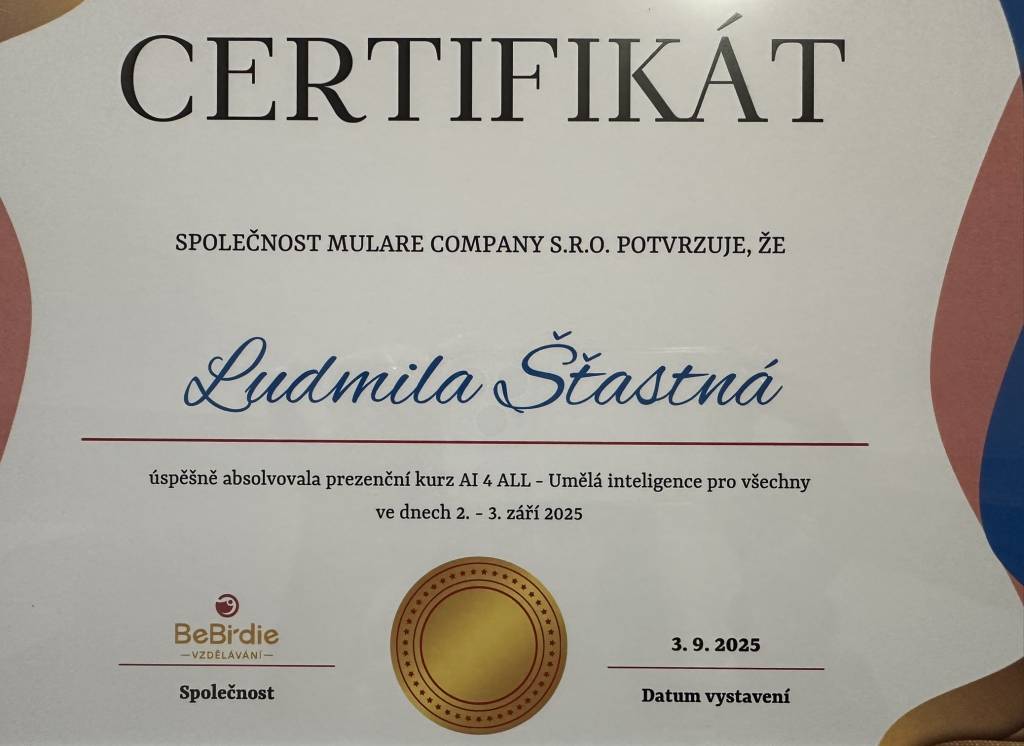 CERTIFIKÁT
SPOLEČNOST MULARE COMPANY S.R.O. POTVRZUJE, ŽE
Ludmila Šťastná
úspěšně absolvovala prezenční kurz AI 4 ALL - Umělá inteligence pro všechny
ve dnech 2. - 3. září 2025
BeBirdie
—VZDĚLÁVÁNÍ—
Společnost
3. 9. 2025
Datum vystavení